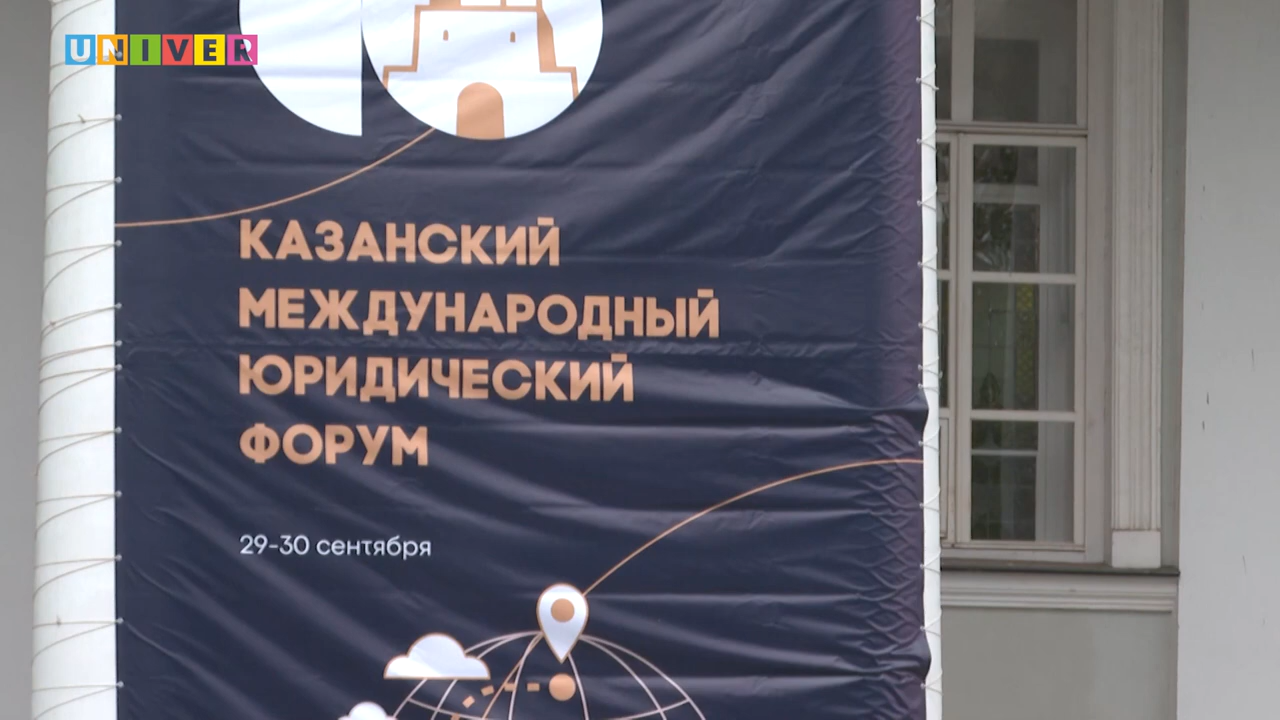 UNIVER
КАЗАНСКИЙ
МЕЖДУНАРОДНЫЙ
ЮРИДИЧЕСКИЙ
ФОРУМ
29-30 сентября